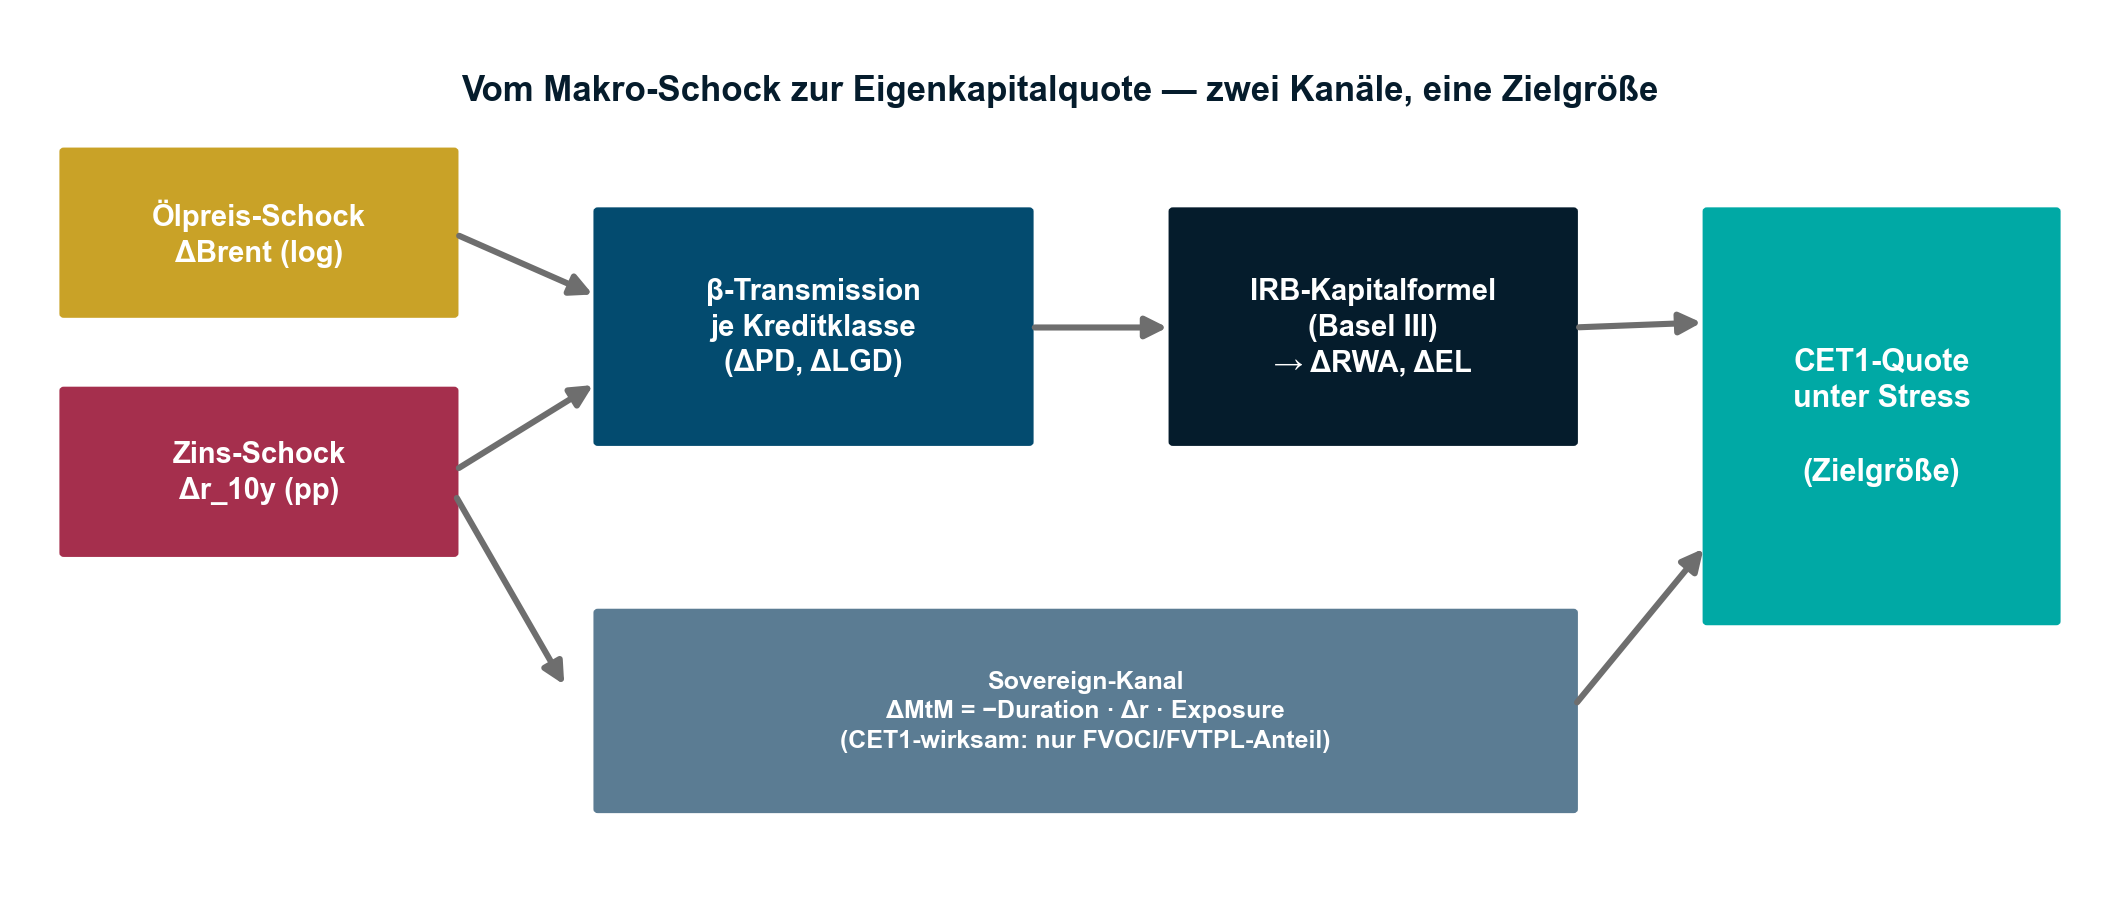 Vom Makro-Schock zur Eigenkapitalquote — zwei Kanäle, eine Zielgröße
Ölpreis-Schock
ΔBrent (log)
Zins-Schock
Δr_10y (pp)
β-Transmission
je Kreditklasse
(ΔPD, ΔLGD)
IRB-Kapitalformel
(Basel III)
→ ΔRWA, ΔEL
CET1-Quote
unter Stress
(Zielgröße)
Sovereign-Kanal
ΔMtM = −Duration · Δr · Exposure
(CET1-wirksam: nur FVOCI/FVTPL-Anteil)